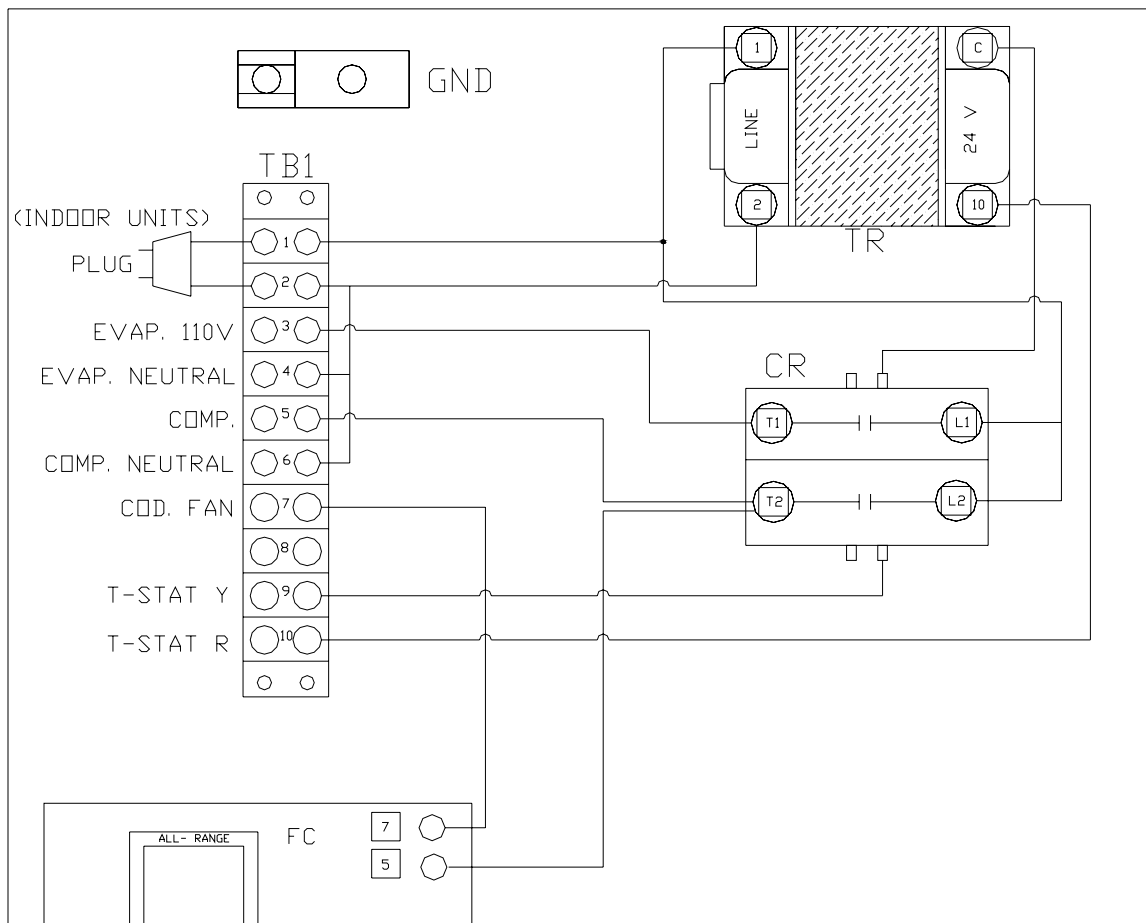 GND
1
C
LINE
24 V
2
10
TR
TB1
(INDOOR UNITS)
PLUG
1
2
EVAP. 110V
3
EVAP. NEUTRAL
4
COMP.
5
COMP. NEUTRAL
6
COD. FAN
7
8
T-STAT Y
9
T-STAT R
10
CR
T1
L1
T2
L2
ALL- RANGE
FC
7
5